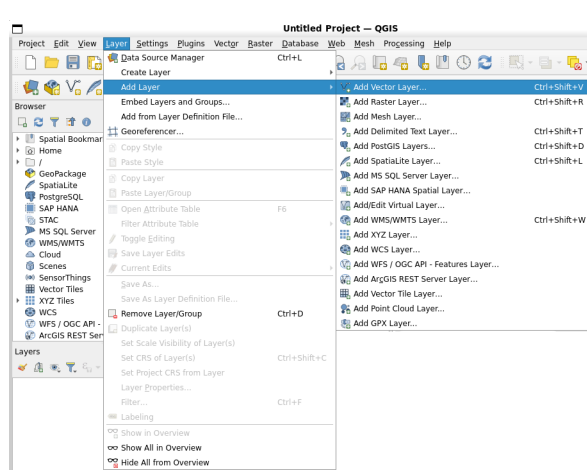 Untitled Project — QGIS
Project Edit View Layer Settings Plugins Vector Raster Database Web Mesh Processing Help
Data Source Manager Ctrl+L
Create Layer
Add Layer
Embed Layers and Groups...
Add from Layer Definition File...
Georeferencer...
Copy Style
Paste Style
Copy Layer
Paste Layer/Group
Open Attribute Table F6
Filter Attribute Table
Toggle Editing
Save Layer Edits
Current Edits
Save As...
Save As Layer Definition File...
Remove Layer/Group Ctrl+D
Duplicate Layer(s)
Set Scale Visibility of Layer(s)
Set CRS of Layer(s) Ctrl+Shift+C
Set Project CRS from Layer
Layer Properties...
Filter... Ctrl+F
Labeling
Show in Overview
Show All in Overview
Hide All from Overview
Add Vector Layer... Ctrl+Shift+V
Add Raster Layer... Ctrl+Shift+R
Add Mesh Layer...
Add Delimited Text Layer... Ctrl+Shift+T
Add PostGIS Layers... Ctrl+Shift+D
Add SpatiaLite Layer... Ctrl+Shift+L
Add MS SQL Server Layer...
Add SAP HANA Spatial Layer...
Add/Edit Virtual Layer...
Add WMS/WMTS Layer... Ctrl+Shift+W
Add XYZ Layer...
Add WCS Layer...
Add WFS / OGC API - Features Layer...
Add ArcGIS REST Server Layer...
Add Vector Tile Layer...
Add Point Cloud Layer...
Add GPX Layer...
Browser
Spatial Bookmar
Home
/
GeoPackage
SpatiaLite
PostgreSQL
SAP HANA
STAC
MS SQL Server
WMS/WMTS
Cloud
Scenes
SensorThings
Vector Tiles
XYZ Tiles
WCS
WFS / OGC API -
ArcGIS REST Ser
Layers